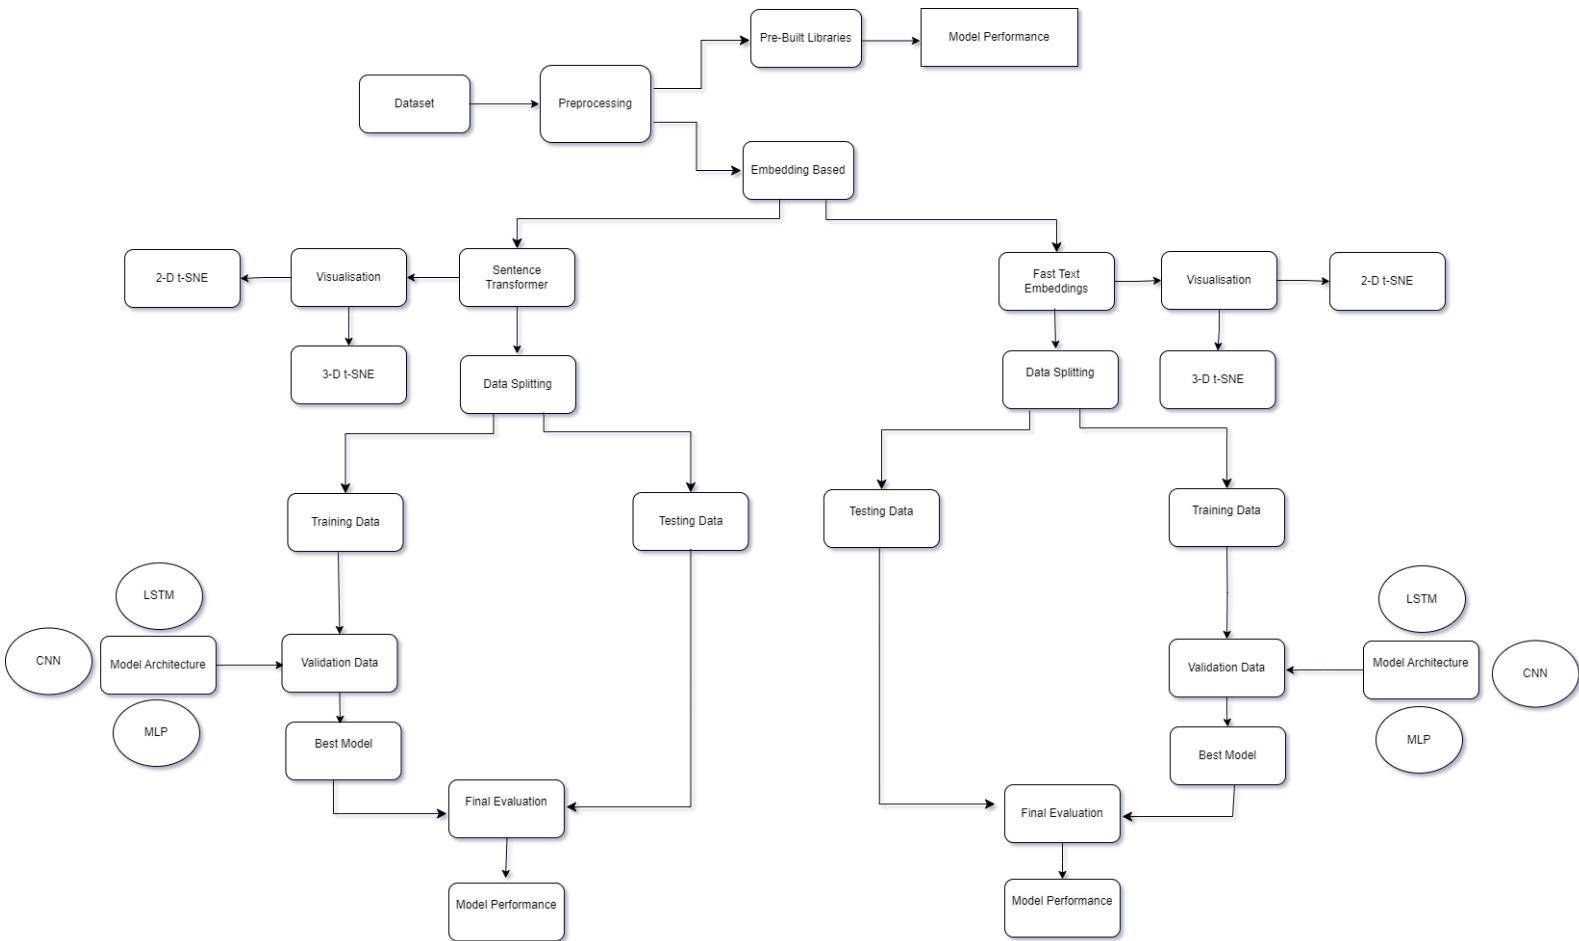 Pre-Built Libraries
Model Performance
Dataset
Preprocessing
Embedding Based
2-D t-SNE
Visualisation
Sentence
Transformer
Fast Text
Embeddings
Visualisation
2-D t-SNE
3-D t-SNE
Data Splitting
Data Splitting
3-D t-SNE
Training Data
Testing Data
Testing Data
Training Data
LSTM
CNN
Model Architecture
MLP
Validation Data
Best Model
Final Evaluation
Model Performance
LSTM
Validation Data
Model Architecture
CNN
MLP
Best Model
Final Evaluation
Model Performance